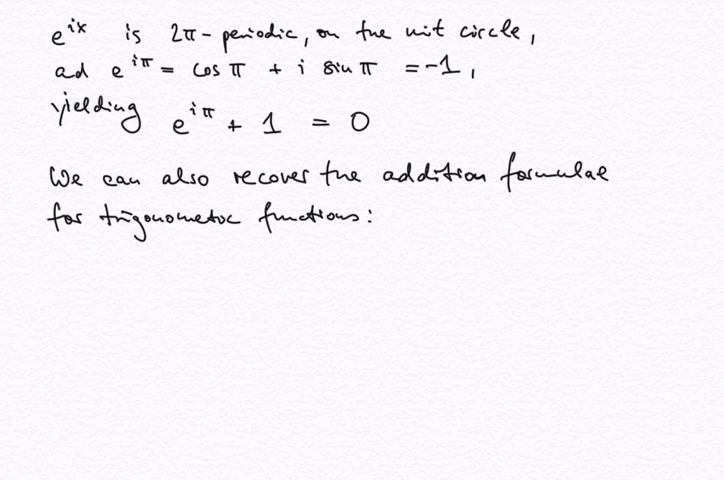 e^{ix} is 2π-periodic, on the unit circle,
ad e^{iπ} = cos π + i sin π = -1,
yielding e^{iπ} + 1 = 0
We can also recover the addition formulae
for trigonometric functions: